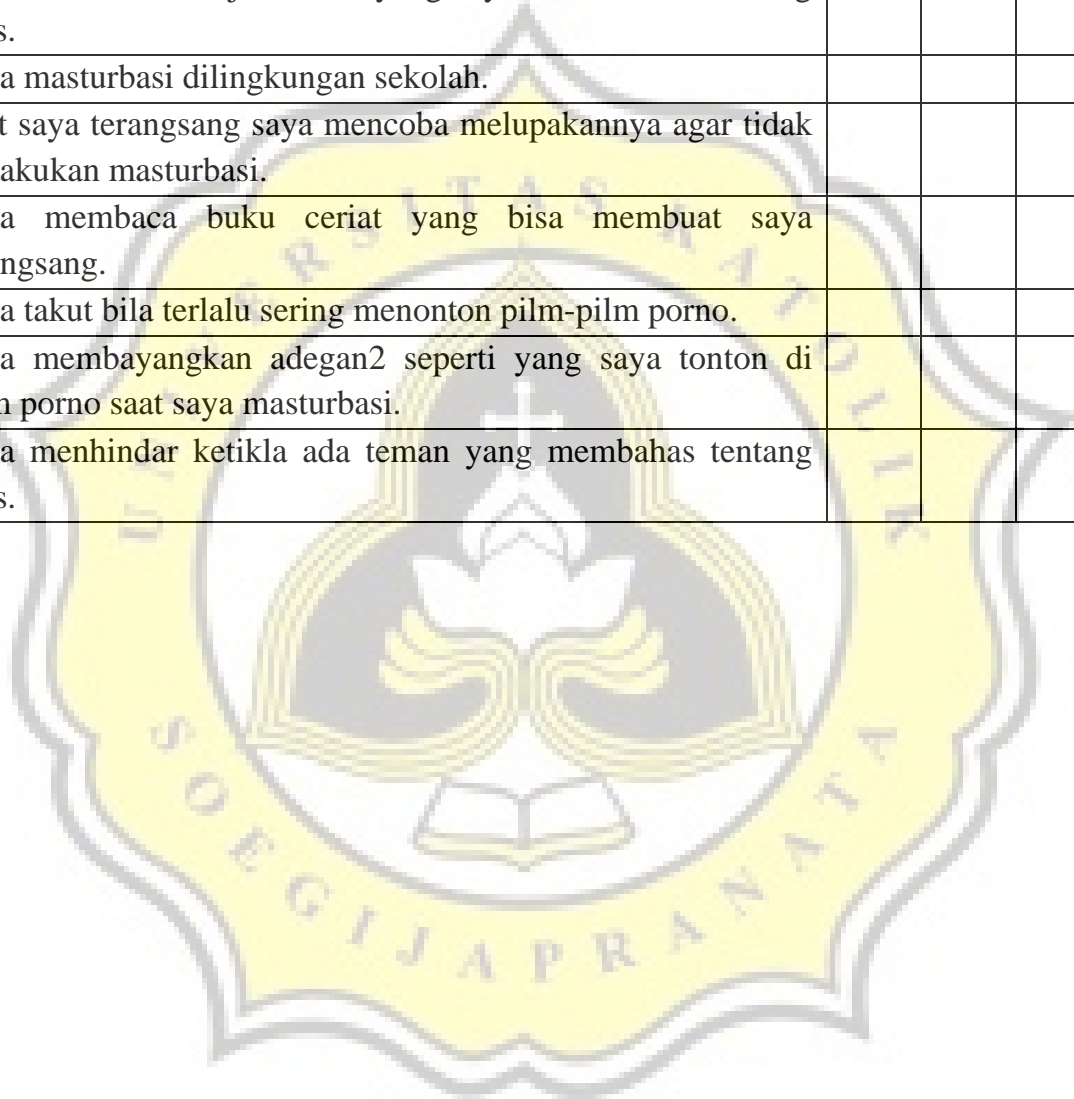 s.
a masturbasi dilingkungan sekolah.
t saya terangsang saya mencoba melupakannya agar tidak
akukan masturbasi.
a membaca buku ceriat yang bisa membuat saya
ngsang.
a takut bila terlalu sering menonton pilm-pilm porno.
a membayangkan adegan2 seperti yang saya tonton di
n porno saat saya masturbasi.
a menhindar ketikla ada teman yang membahas tentang
s.
UNIVERSITAS KATOLIK
SOEGIJAPRANATA